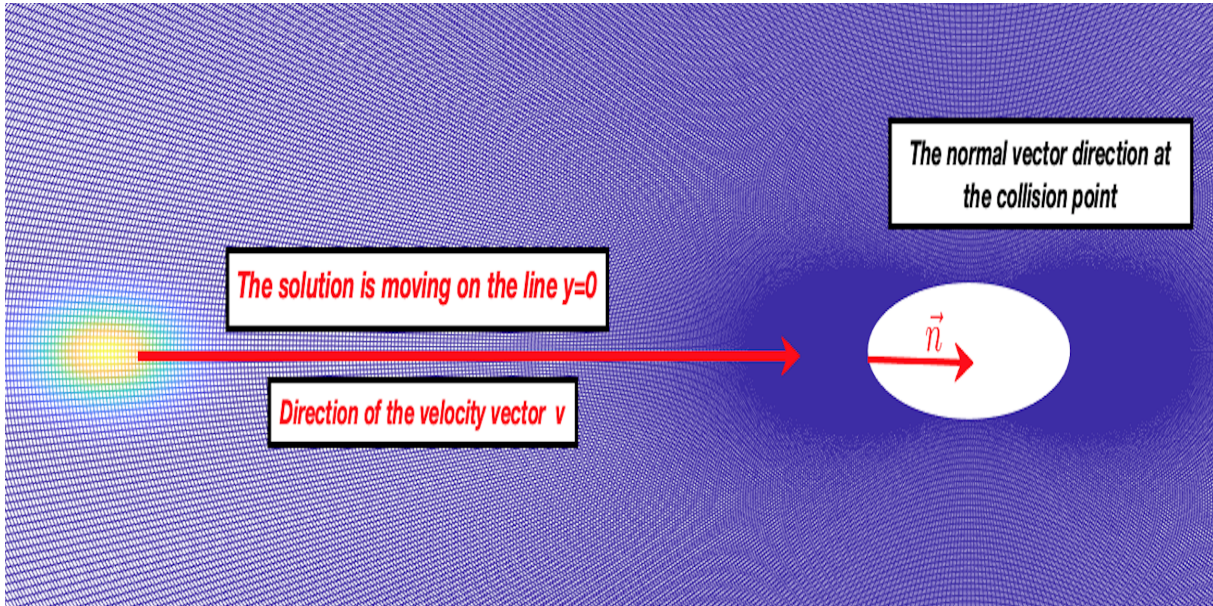 The normal vector direction at
the collision point
The solution is moving on the line y=0
$\vec{n}$
Direction of the velocity vector v